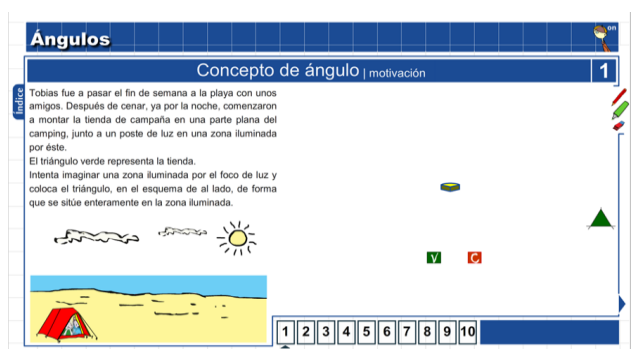 on
Ángulos
Concepto de ángulo | motivación
1
Índice
Tobias fue a pasar el fin de semana a la playa con unos
amigos. Después de cenar, ya por la noche, comenzaron
a montar la tienda de campaña en una parte plana del
camping, junto a un poste de luz en una zona iluminada
por éste.
El triángulo verde representa la tienda.
Intenta imaginar una zona iluminada por el foco de luz y
coloca el triángulo, en el esquema de al lado, de forma
que se sitúe enteramente en la zona iluminada.
V C
1 2 3 4 5 6 7 8 9 10